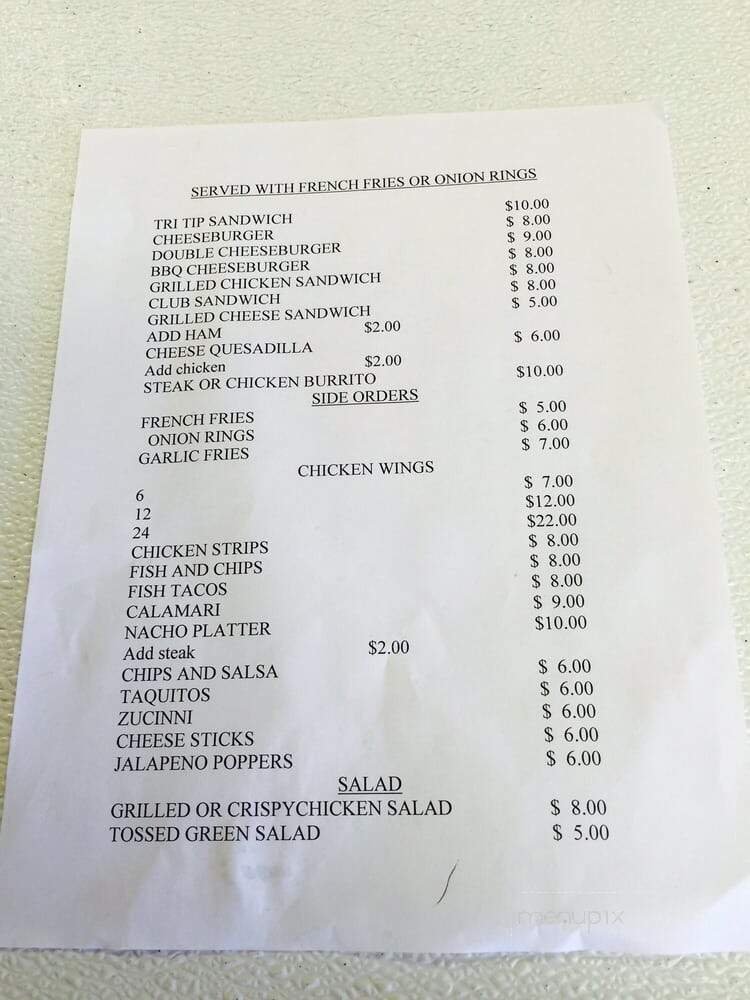 SERVED WITH FRENCH FRIES OR ONION RINGS
TRI TIP SANDWICH $10.00
CHEESEBURGER $ 8.00
DOUBLE CHEESEBURGER $ 9.00
BBQ CHEESEBURGER $ 8.00
GRILLED CHICKEN SANDWICH $ 8.00
CLUB SANDWICH $ 8.00
GRILLED CHEESE SANDWICH $ 5.00
ADD HAM $2.00
CHEESE QUESADILLA $ 6.00
Add chicken $2.00
STEAK OR CHICKEN BURRITO $10.00
SIDE ORDERS
FRENCH FRIES $ 5.00
ONION RINGS $ 6.00
GARLIC FRIES $ 7.00
CHICKEN WINGS
6 $ 7.00
12 $12.00
24 $22.00
CHICKEN STRIPS $ 8.00
FISH AND CHIPS $ 8.00
FISH TACOS $ 8.00
CALAMARI $ 9.00
NACHO PLATTER $10.00
Add steak $2.00
CHIPS AND SALSA $ 6.00
TAQUITOS $ 6.00
ZUCINNI $ 6.00
CHEESE STICKS $ 6.00
JALAPENO POPPERS $ 6.00
SALAD
GRILLED OR CRISPYCHICKEN SALAD $ 8.00
TOSSED GREEN SALAD $ 5.00
menupix